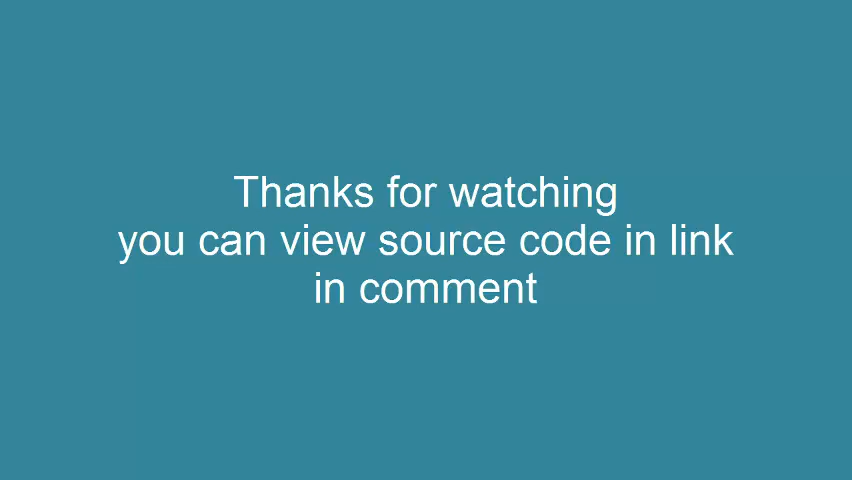 Thanks for watching
you can view source code in link
in comment